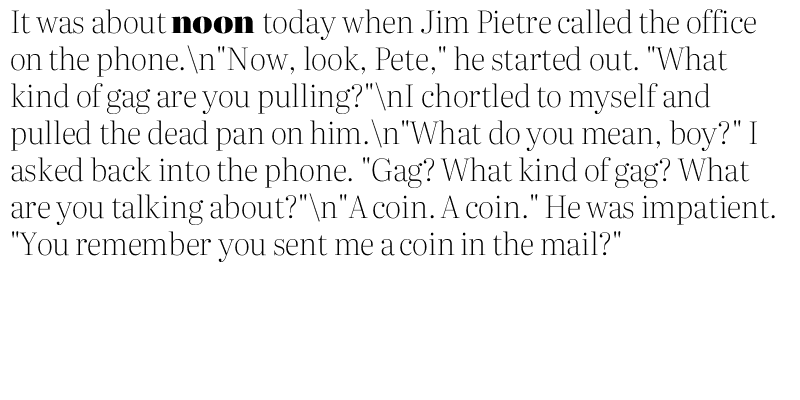 It was about noon today when Jim Pietre called the office
on the phone.\n"Now, look, Pete," he started out. "What
kind of gag are you pulling?"\nI chortled to myself and
pulled the dead pan on him.\n"What do you mean, boy?" I
asked back into the phone. "Gag? What kind of gag? What
are you talking about?"\n"A coin. A coin." He was impatient.
"You remember you sent me a coin in the mail?"